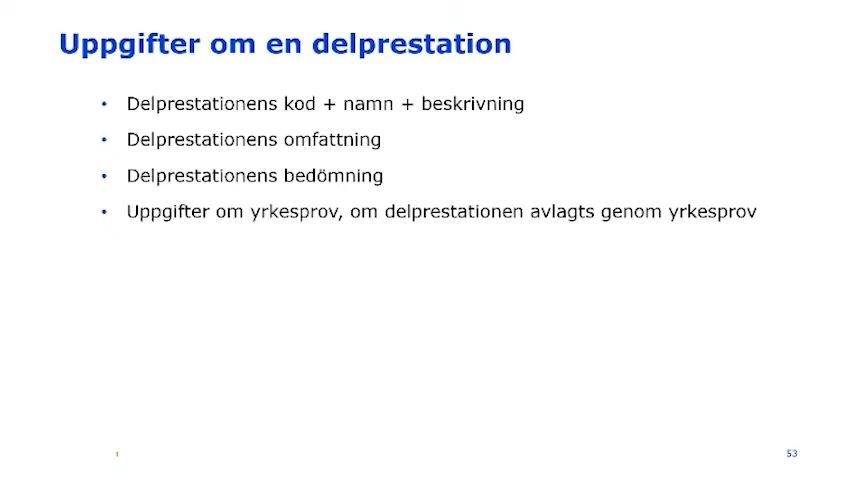 Uppgifter om en delprestation
• Delprestationens kod + namn + beskrivning
• Delprestationens omfattning
• Delprestationens bedömning
• Uppgifter om yrkesprov, om delprestationen avlagts genom yrkesprov
53